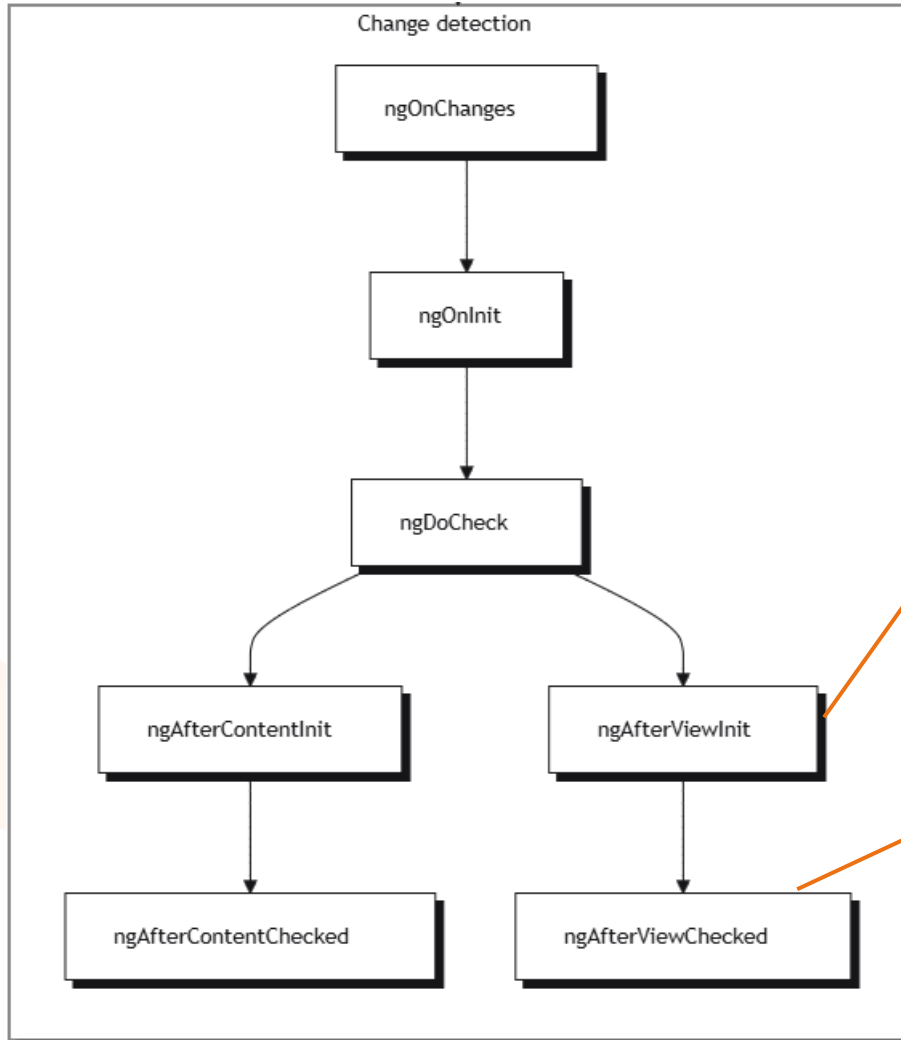 Change detection
ngOnChanges
ngOnInit
ngDoCheck
ngAfterContentInit
ngAfterViewInit
ngAfterContentChecked
ngAfterViewChecked